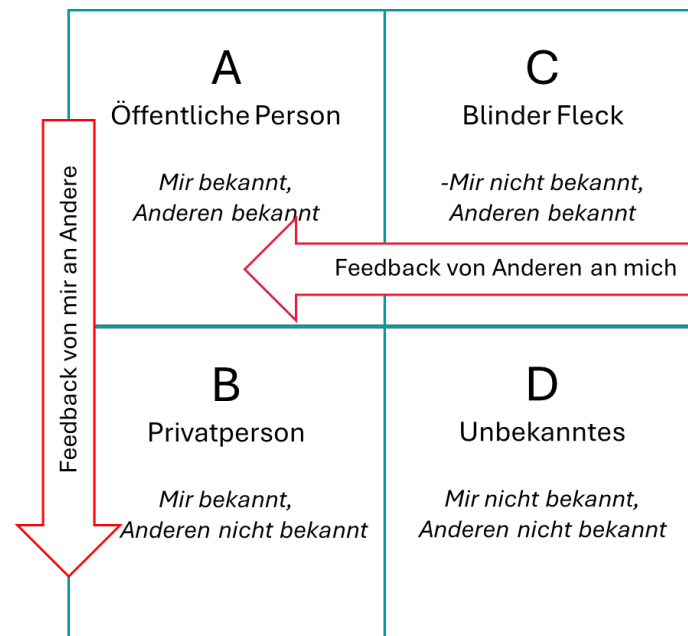 A
Öffentliche Person
Mir bekannt,
Anderen bekannt
C
Blinder Fleck
-Mir nicht bekannt,
Anderen bekannt
Feedback von Anderen an mich
Feedback von mir an Andere
B
Privatperson
Mir bekannt,
Anderen nicht bekannt
D
Unbekanntes
Mir nicht bekannt,
Anderen nicht bekannt